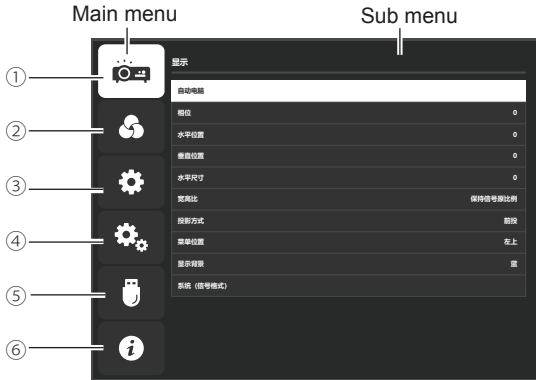 Main menu
Sub menu
①
②
③
④
⑤
⑥
显示
自动电脑
相位 0
水平位置 0
垂直位置 0
水平尺寸 0
宽高比 保持信号原比例
投影方式 前投
菜单位置 左上
显示背景 蓝
系统（信号格式）